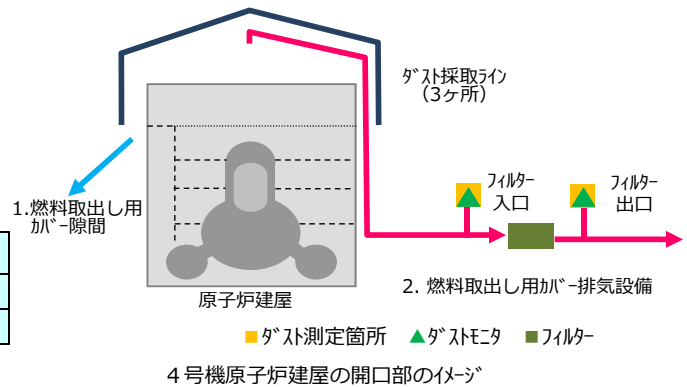 ﾀﾞｽﾄ採取ﾗｲﾝ
（3ヶ所）
フィルター
入口
フィルター
出口
1.燃料取出し用
ｶﾊﾞｰ隙間
2. 燃料取出し用ｶﾊﾞｰ排気設備
原子炉建屋
■ ﾀﾞｽﾄ測定箇所 ▲ﾀﾞｽﾄﾓﾆﾀ ■ﾌｨﾙﾀｰ
４号機原子炉建屋の開口部のｲﾒｰｼﾞ